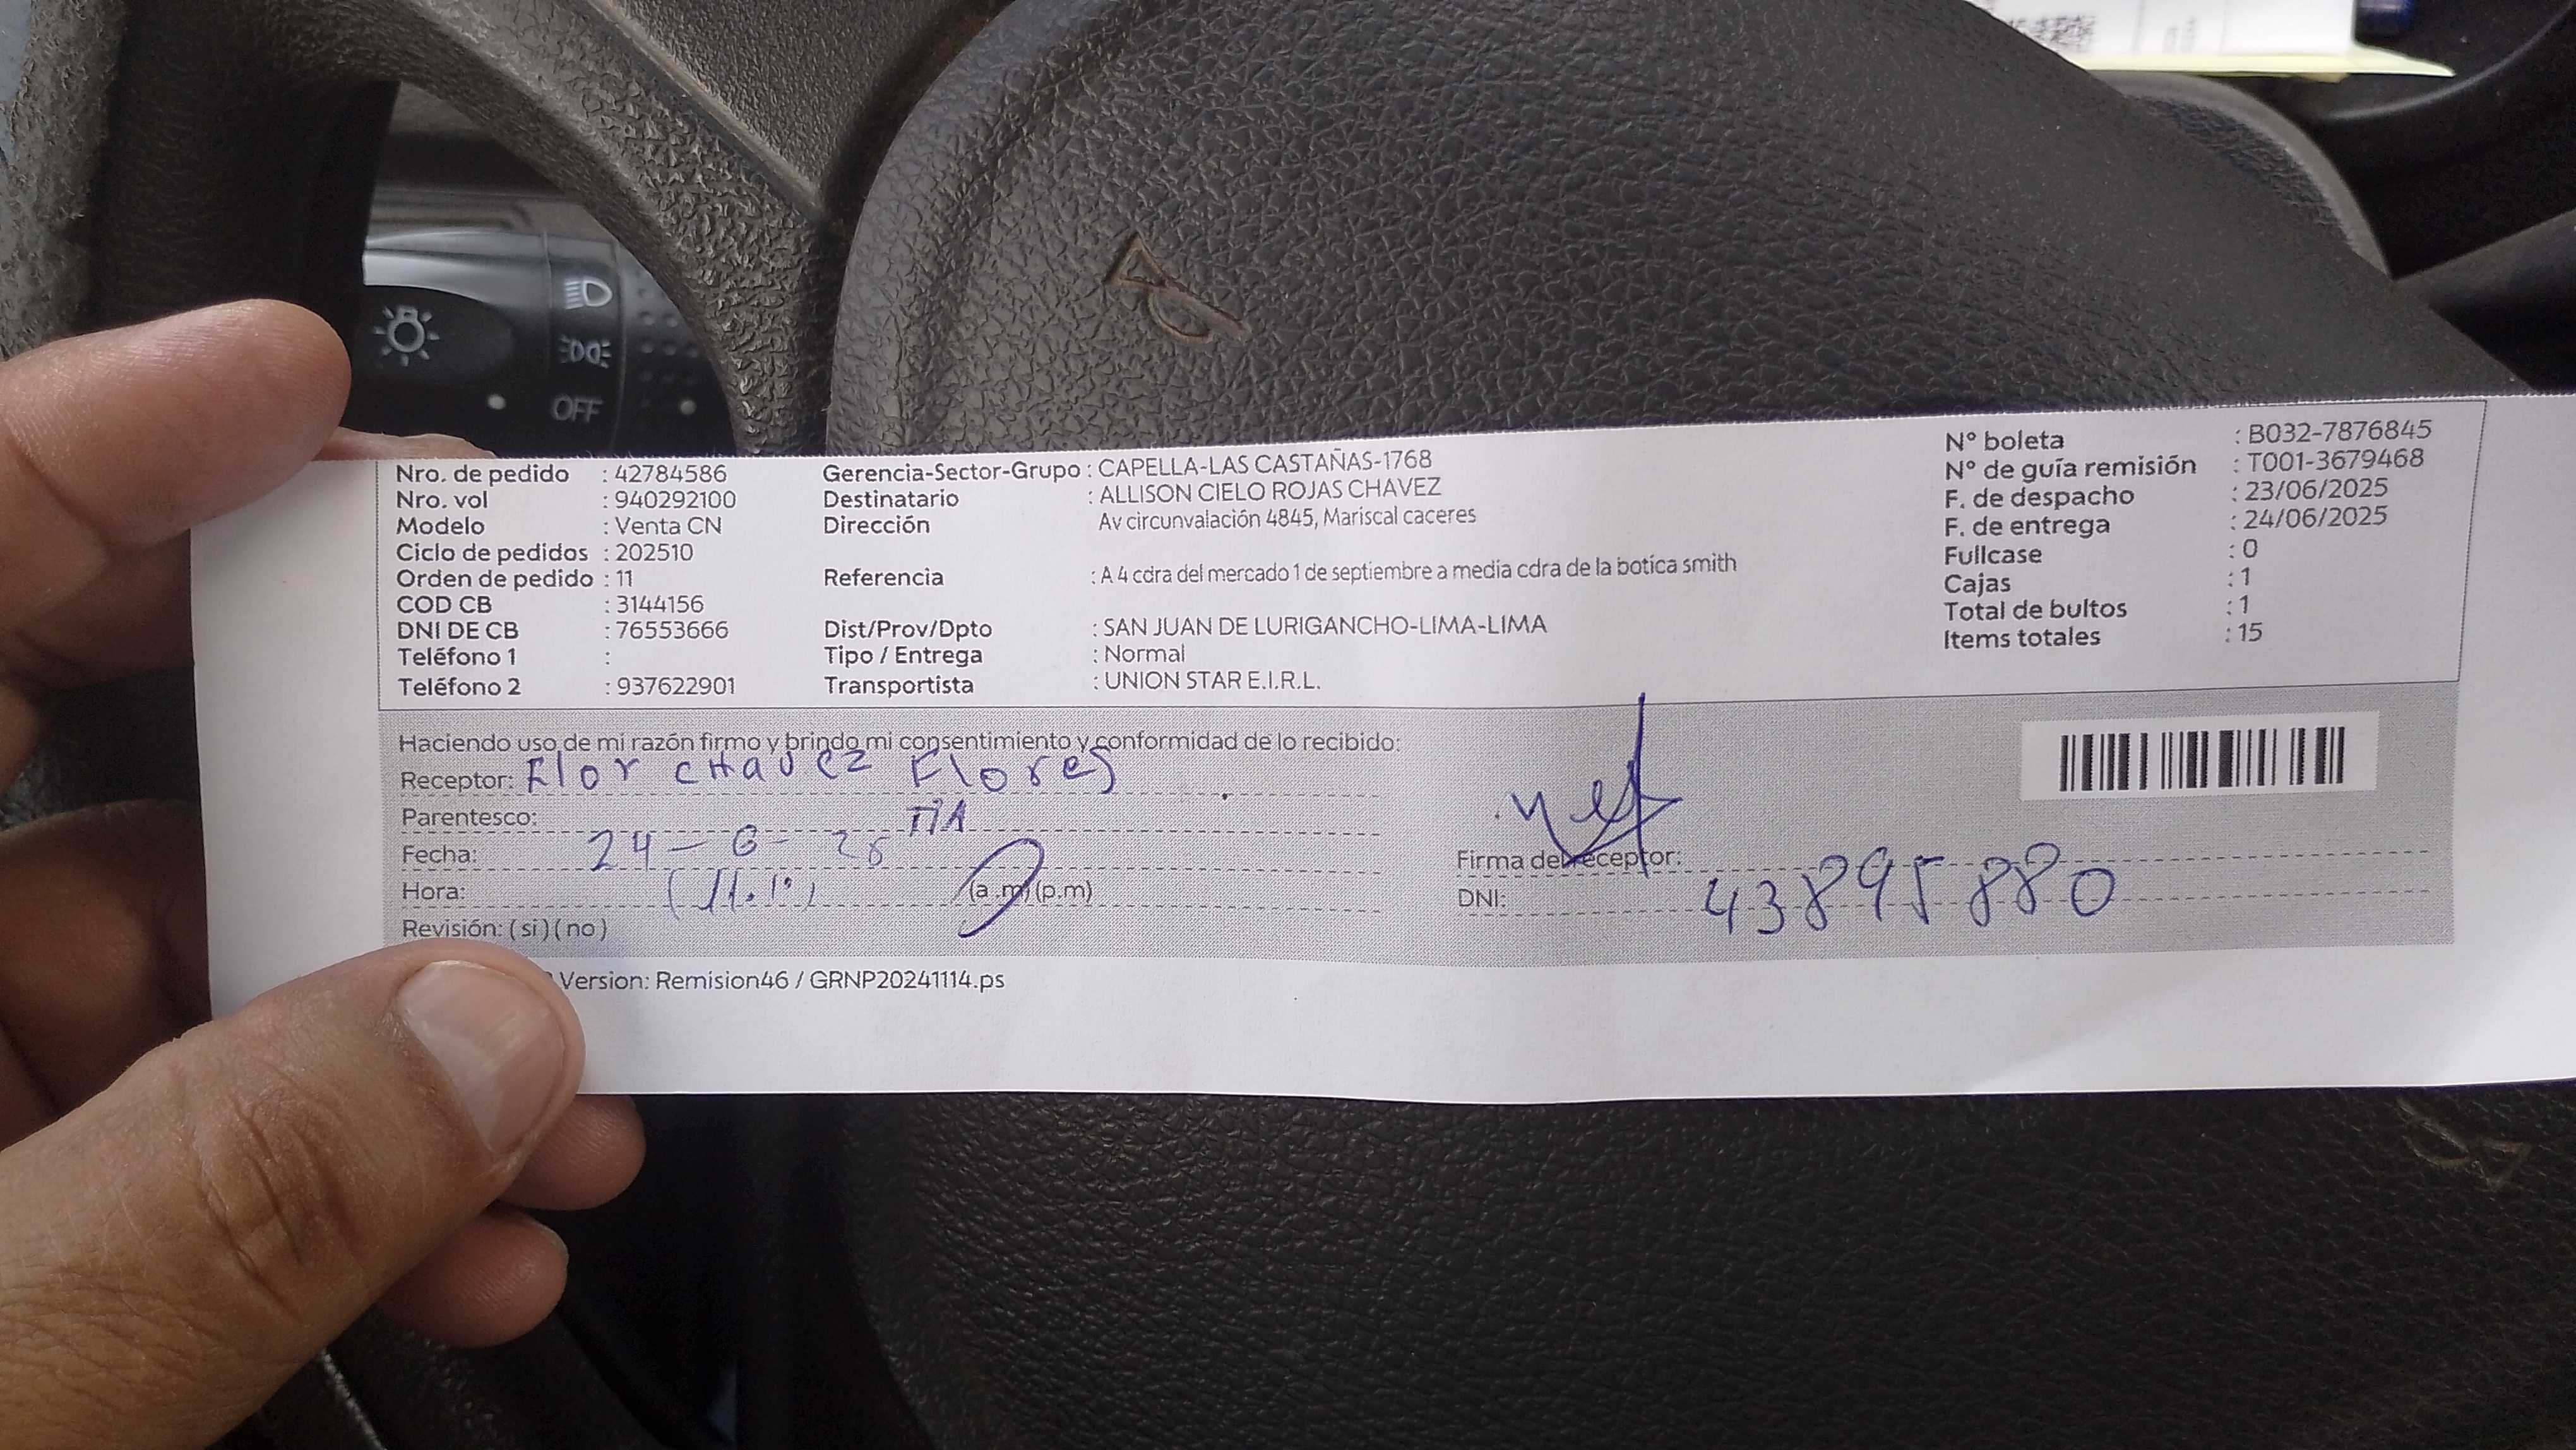 OFF
Nro. de pedido : 42784586
Nro. vol : 940292100
Modelo : Venta CN
Ciclo de pedidos : 202510
Orden de pedido : 11
COD CB : 3144156
DNI DE CB : 76553666
Teléfono 1 :
Teléfono 2 : 937622901
Gerencia-Sector-Grupo : CAPELLA-LAS CASTAÑAS-1768
Destinatario : ALLISON CIELO ROJAS CHAVEZ
Dirección Av circunvalación 4845, Mariscal caceres
Referencia : A 4 cdra del mercado 1 de septiembre a media cdra de la botica smith
Dist/Prov/Dpto : SAN JUAN DE LURIGANCHO-LIMA-LIMA
Tipo / Entrega : Normal
Transportista : UNION STAR E.I.R.L.
N° boleta : B032-7876845
N° de guía remisión : T001-3679468
F. de despacho : 23/06/2025
F. de entrega : 24/06/2025
Fullcase : 0
Cajas : 1
Total de bultos : 1
Items totales : 15
Haciendo uso de mi razón firmo y brindo mi consentimiento y conformidad de lo recibido:
Receptor: Flor CHavez Flores
Parentesco: TIA
Fecha: 24 - 6 - 25
Hora: (a.m) (p.m)
Revisión: (si) (no)
Firma del receptor:
DNI: 43895880
Version: Remision46 / GRNP20241114.ps